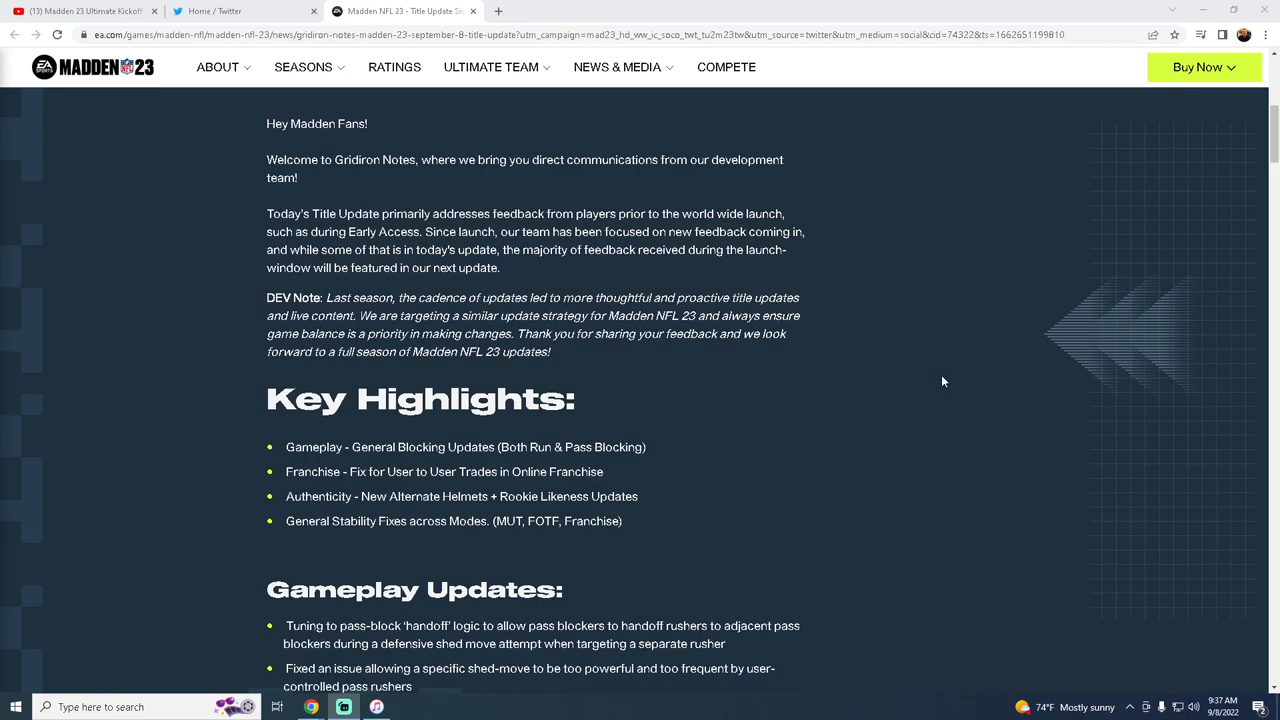 (13) Madden 23 Ultimate Kickoff
Home / Twitter
Madden NFL 23 - Title Update Se
ea.com/games/madden-nfl/madden-nfl-23/news/gridiron-notes-madden-23-september-8-title-update?utm_campaign=mad23_hd_ww_ic_soco_twt_tu2m23tw&utm_source=twitter&utm_medium=social&cid=74322&ts=1662651199810
EA SPORTS MADDEN NFL 23
ABOUT SEASONS RATINGS ULTIMATE TEAM NEWS & MEDIA COMPETE
Buy Now
Hey Madden Fans!
Welcome to Gridiron Notes, where we bring you direct communications from our development
team!
Today's Title Update primarily addresses feedback from players prior to the world wide launch,
such as during Early Access. Since launch, our team has been focused on new feedback coming in,
and while some of that is in today's update, the majority of feedback received during the launch-
window will be featured in our next update.
DEV Note: Last season, updates led to more thoughtful and title updates
and live content. We are targeting a similar update strategy for Madden NFL 23 and always ensure
game balance is a priority in making changes. Thank you for sharing your feedback and we look
forward to a full season of Madden NFL 23 updates!
Key Highlights:
Gameplay - General Blocking Updates (Both Run & Pass Blocking)
Franchise - Fix for User to User Trades in Online Franchise
Authenticity - New Alternate Helmets + Rookie Likeness Updates
General Stability Fixes across Modes. (MUT, FOTF, Franchise)
Gameplay Updates:
Tuning to pass-block 'handoff' logic to allow pass blockers to handoff rushers to adjacent pass
blockers during a defensive shed move attempt when targeting a separate rusher
Fixed an issue allowing a specific shed-move to be too powerful and too frequent by user-
controlled pass rushers
Type here to search
74°F Mostly sunny
9:37 AM
9/8/2022
2